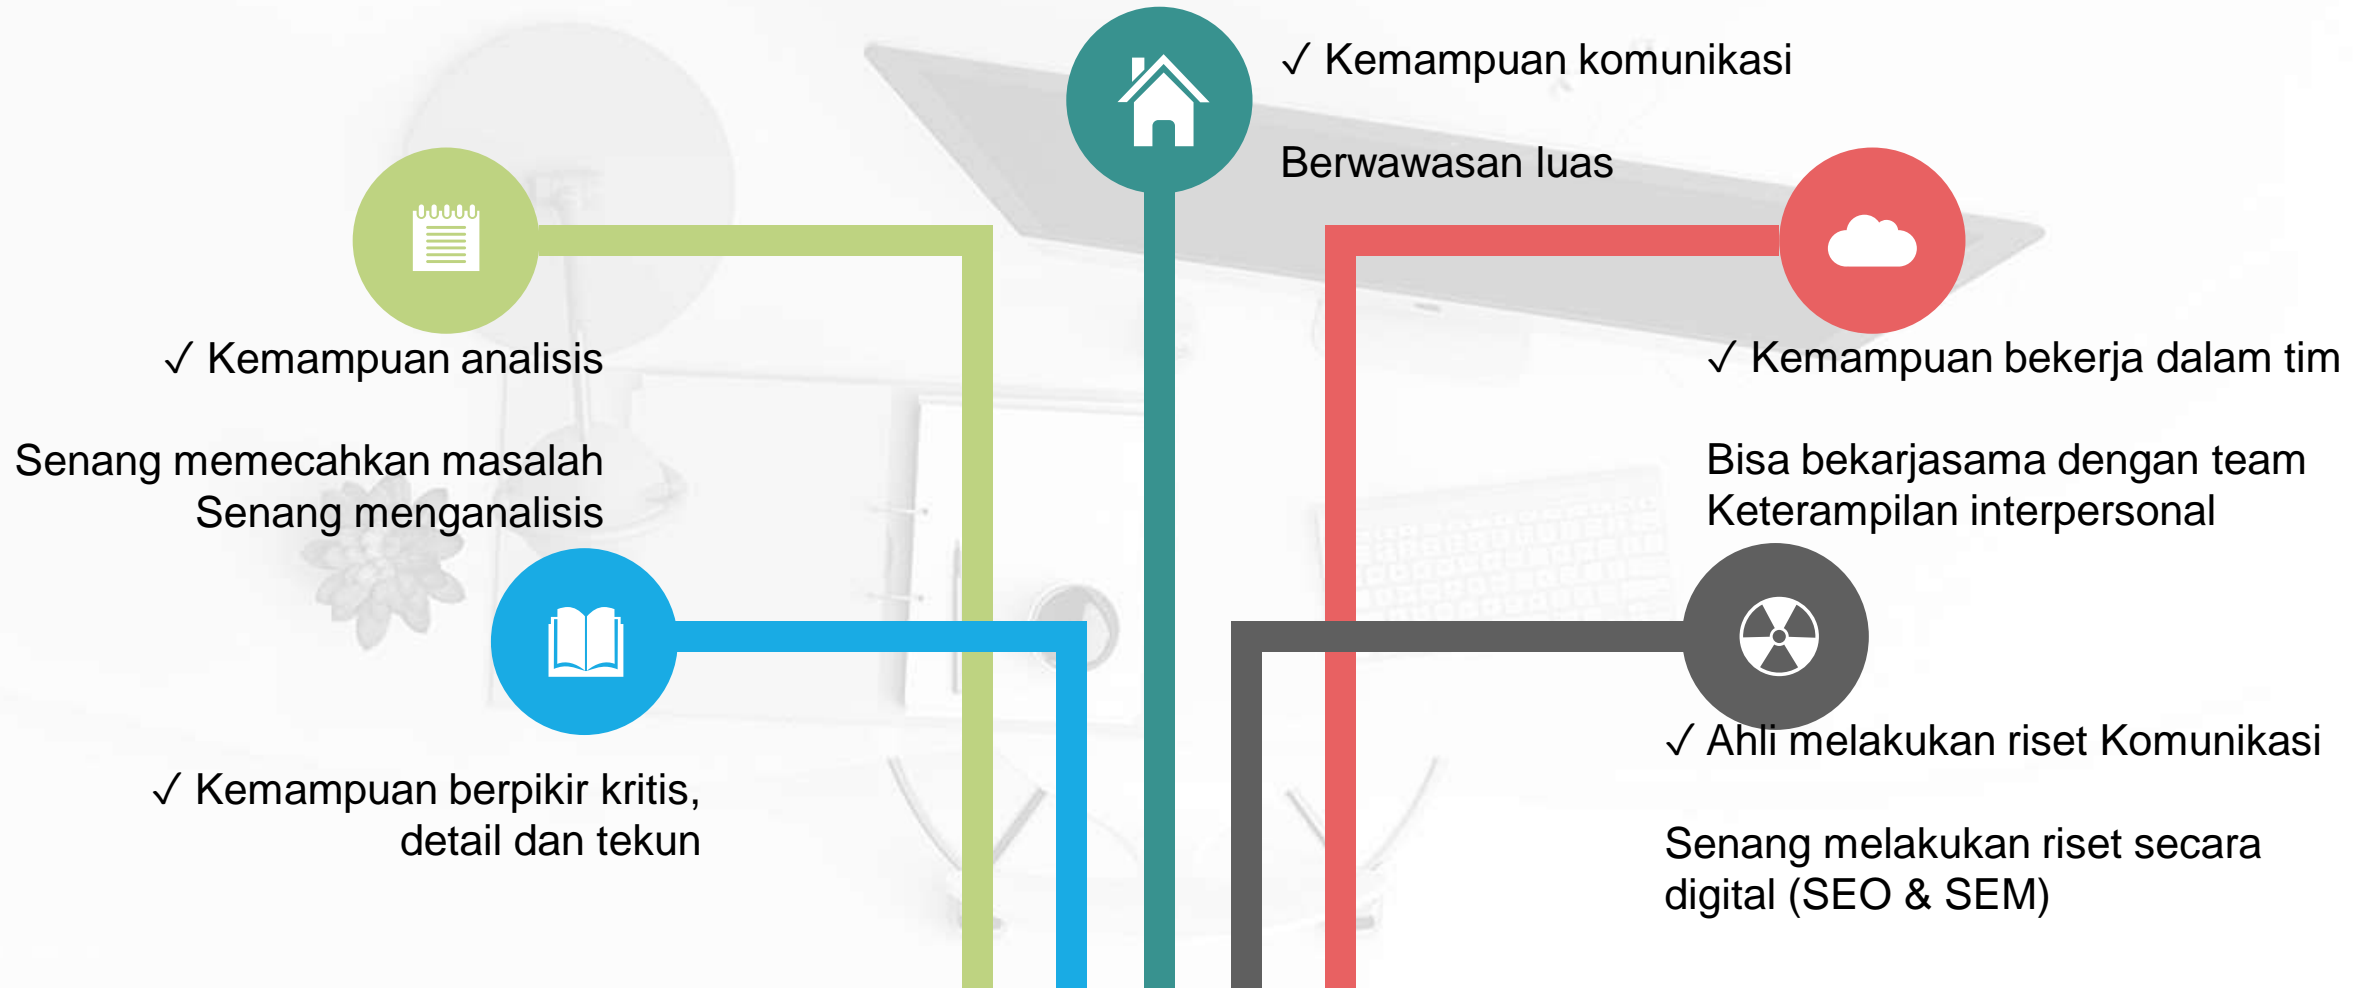 ✓ Kemampuan komunikasi
Berwawasan luas
✓ Kemampuan analisis
Senang memecahkan masalah
Senang menganalisis
✓ Kemampuan bekerja dalam tim
Bisa bekarjasama dengan team
Keterampilan interpersonal
✓ Kemampuan berpikir kritis,
detail dan tekun
✓ Ahli melakukan riset Komunikasi
Senang melakukan riset secara
digital (SEO & SEM)